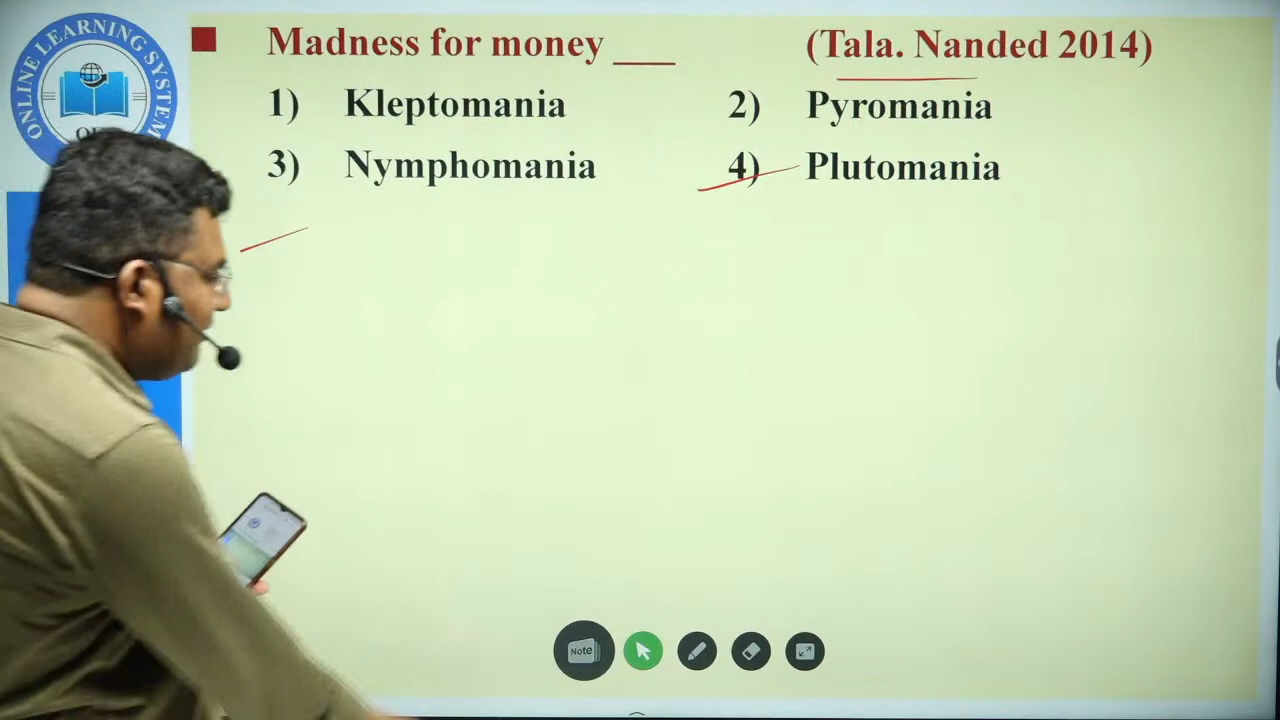 ONLINE LEARNING SYSTEM
■ Madness for money ___ (Tala. Nanded 2014)
1) Kleptomania 2) Pyromania
3) Nymphomania 4) Plutomania
Note